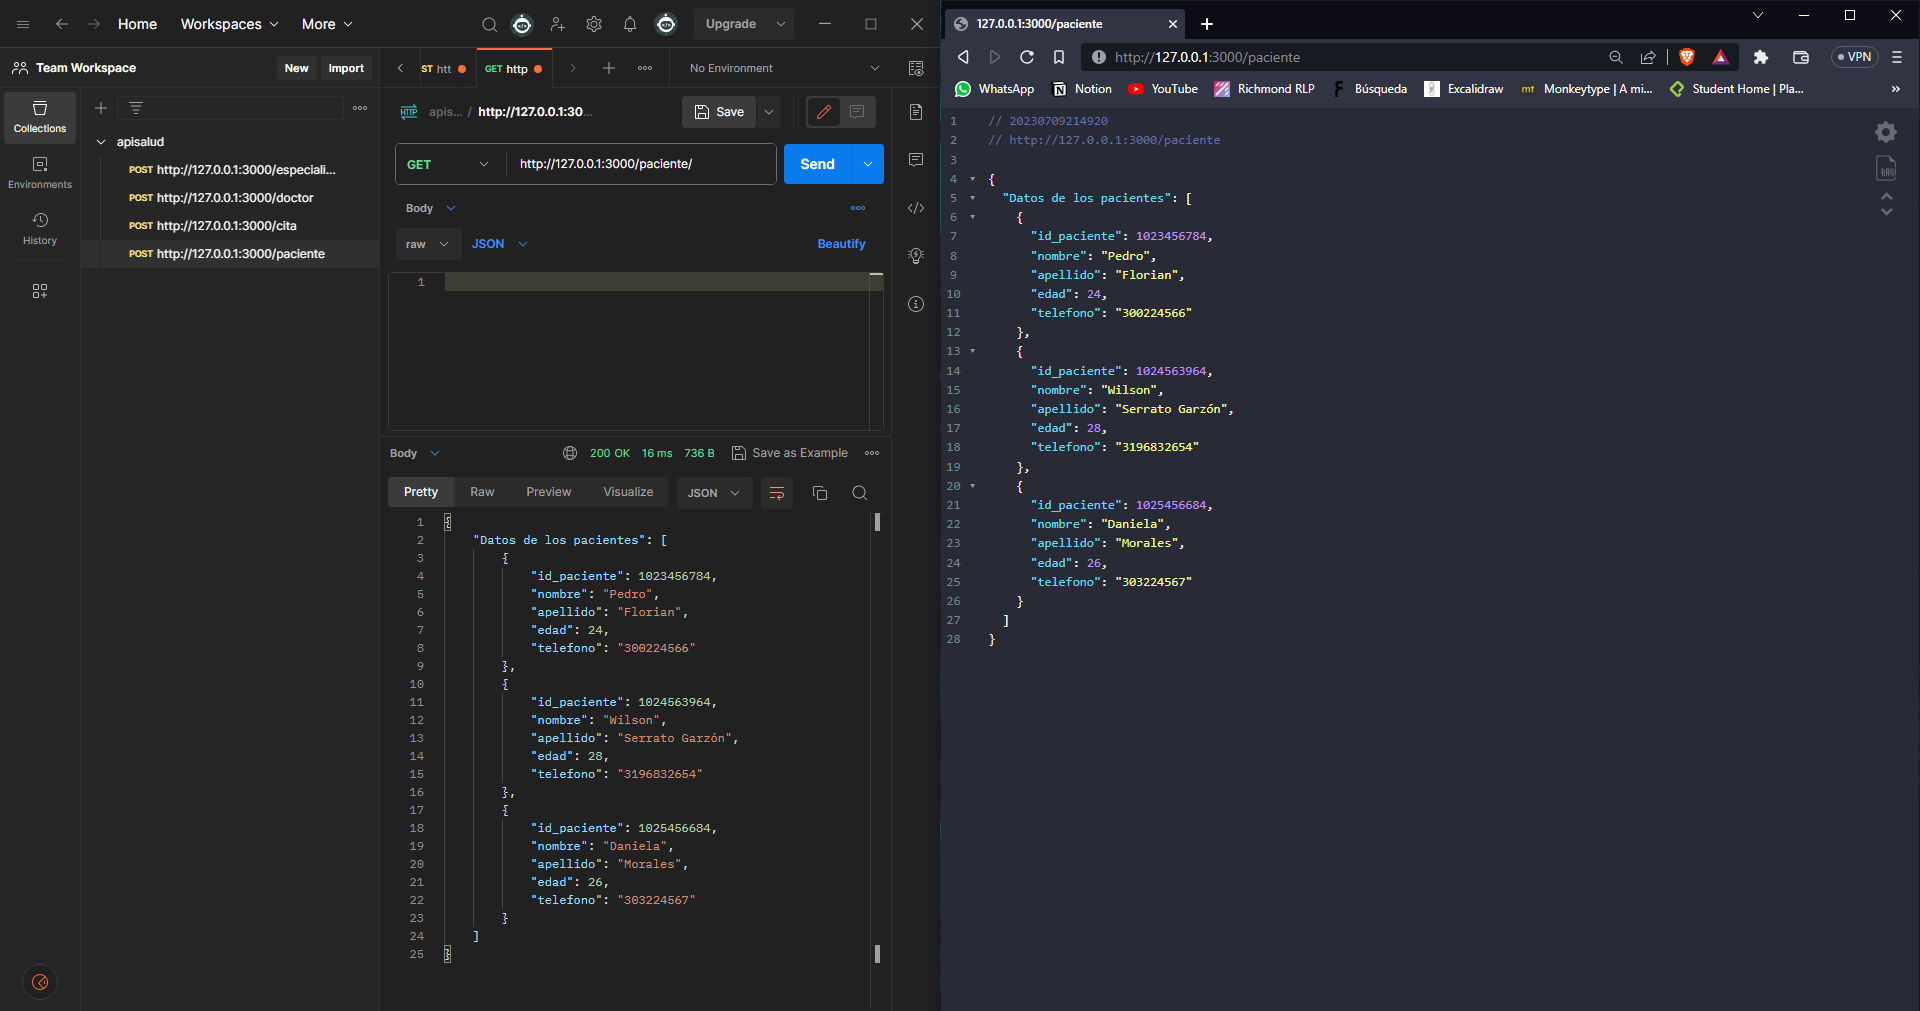 Home
Workspaces
More
Upgrade
Team Workspace
New
Import
ST htt
GET http
No Environment
Collections
Environments
History
apisalud
POST http://127.0.0.1:3000/especiali...
POST http://127.0.0.1:3000/doctor
POST http://127.0.0.1:3000/cita
POST http://127.0.0.1:3000/paciente
HTTP
apis... / http://127.0.0.1:30...
Save
GET
http://127.0.0.1:3000/paciente/
Send
Body
raw
JSON
Beautify
1
Body
200 OK 16 ms 736 B
Save as Example
Pretty
Raw
Preview
Visualize
JSON
1 {
2 "Datos de los pacientes": [
3 {
4 "id_paciente": 1023456784,
5 "nombre": "Pedro",
6 "apellido": "Florian",
7 "edad": 24,
8 "telefono": "300224566"
9 },
10 {
11 "id_paciente": 1024563964,
12 "nombre": "Wilson",
13 "apellido": "Serrato Garzón",
14 "edad": 28,
15 "telefono": "3196832654"
16 },
17 {
18 "id_paciente": 1025456684,
19 "nombre": "Daniela",
20 "apellido": "Morales",
21 "edad": 26,
22 "telefono": "303224567"
23 }
24 ]
25 }
127.0.0.1:3000/paciente
http://127.0.0.1:3000/paciente
VPN
WhatsApp
Notion
YouTube
Richmond RLP
Búsqueda
Excalidraw
mt Monkeytype | A mi...
Student Home | Pla...
»
RAW
1 // 20230709214920
2 // http://127.0.0.1:3000/paciente
3
4 {
5 "Datos de los pacientes": [
6 {
7 "id_paciente": 1023456784,
8 "nombre": "Pedro",
9 "apellido": "Florian",
10 "edad": 24,
11 "telefono": "300224566"
12 },
13 {
14 "id_paciente": 1024563964,
15 "nombre": "Wilson",
16 "apellido": "Serrato Garzón",
17 "edad": 28,
18 "telefono": "3196832654"
19 },
20 {
21 "id_paciente": 1025456684,
22 "nombre": "Daniela",
23 "apellido": "Morales",
24 "edad": 26,
25 "telefono": "303224567"
26 }
27 ]
28 }